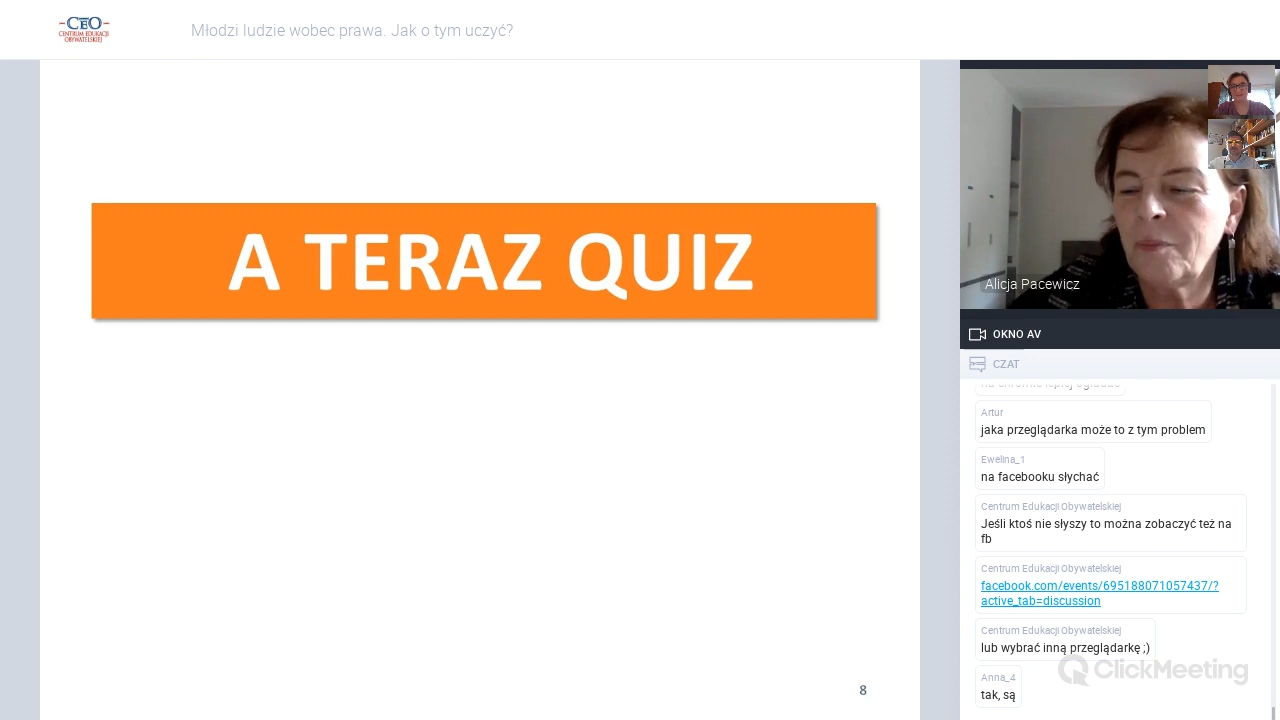 CEO
CENTRUM EDUKACJI
OBYWATELSKIEJ
Młodzi ludzie wobec prawa. Jak o tym uczyć?
A TERAZ QUIZ
8
Alicja Pacewicz
OKNO AV
CZAT
Artur
jaka przeglądarka może to z tym problem
Ewelina_1
na facebooku słychać
Centrum Edukacji Obywatelskiej
Jeśli ktoś nie słyszy to można zobaczyć też na
fb
Centrum Edukacji Obywatelskiej
facebook.com/events/695188071057437/?
active_tab=discussion
Centrum Edukacji Obywatelskiej
lub wybrać inną przeglądarkę ;)
Anna_4
tak, są
ClickMeeting